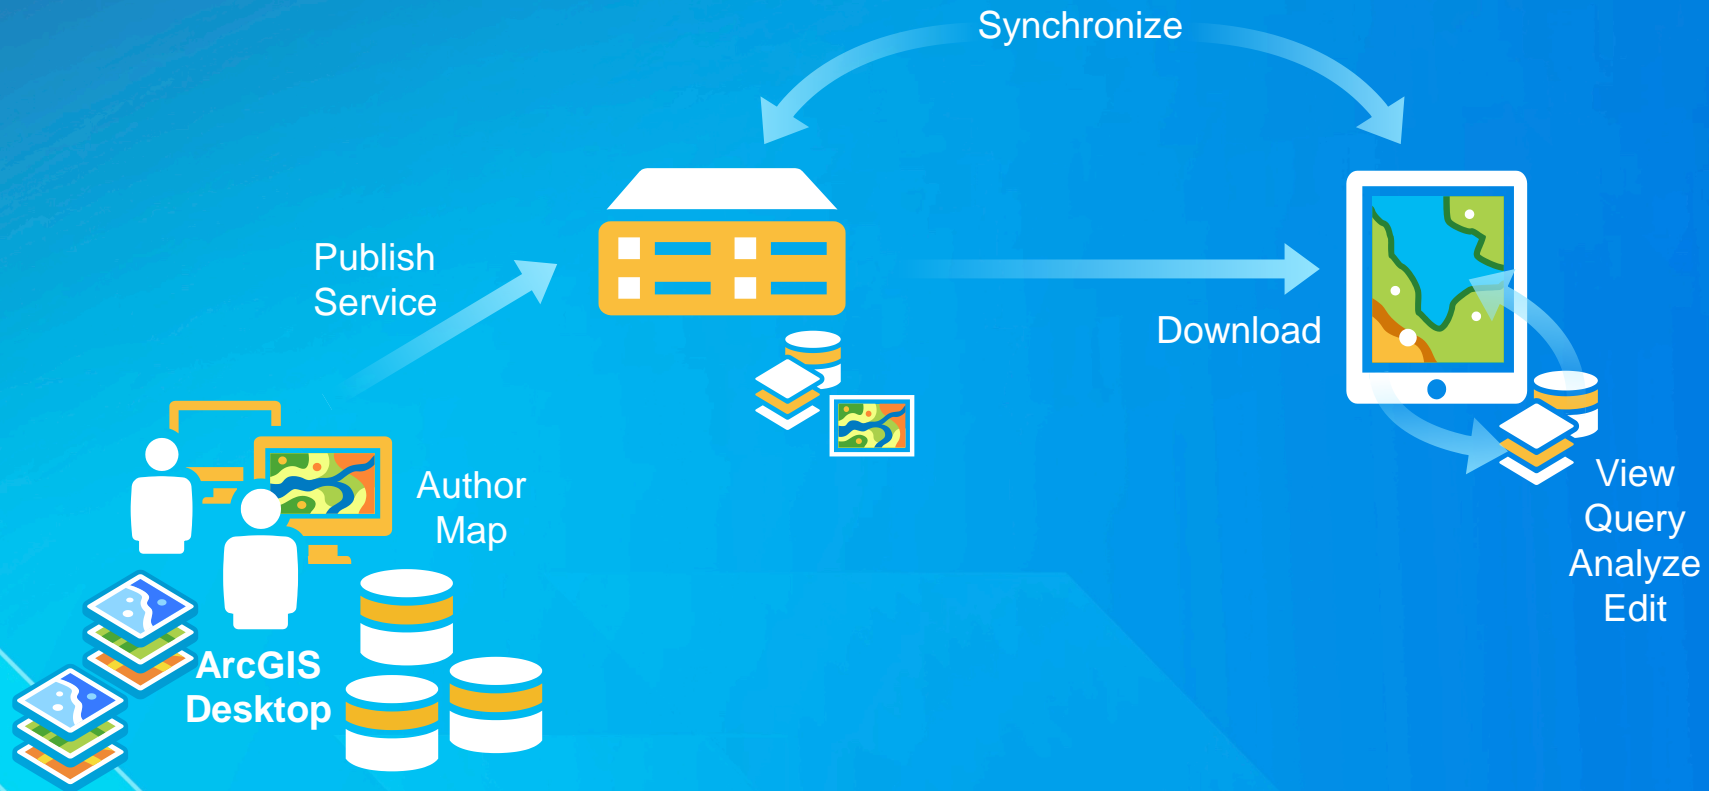 Synchronize
Publish
Service
Download
Author
Map
View
Query
Analyze
Edit
ArcGIS
Desktop